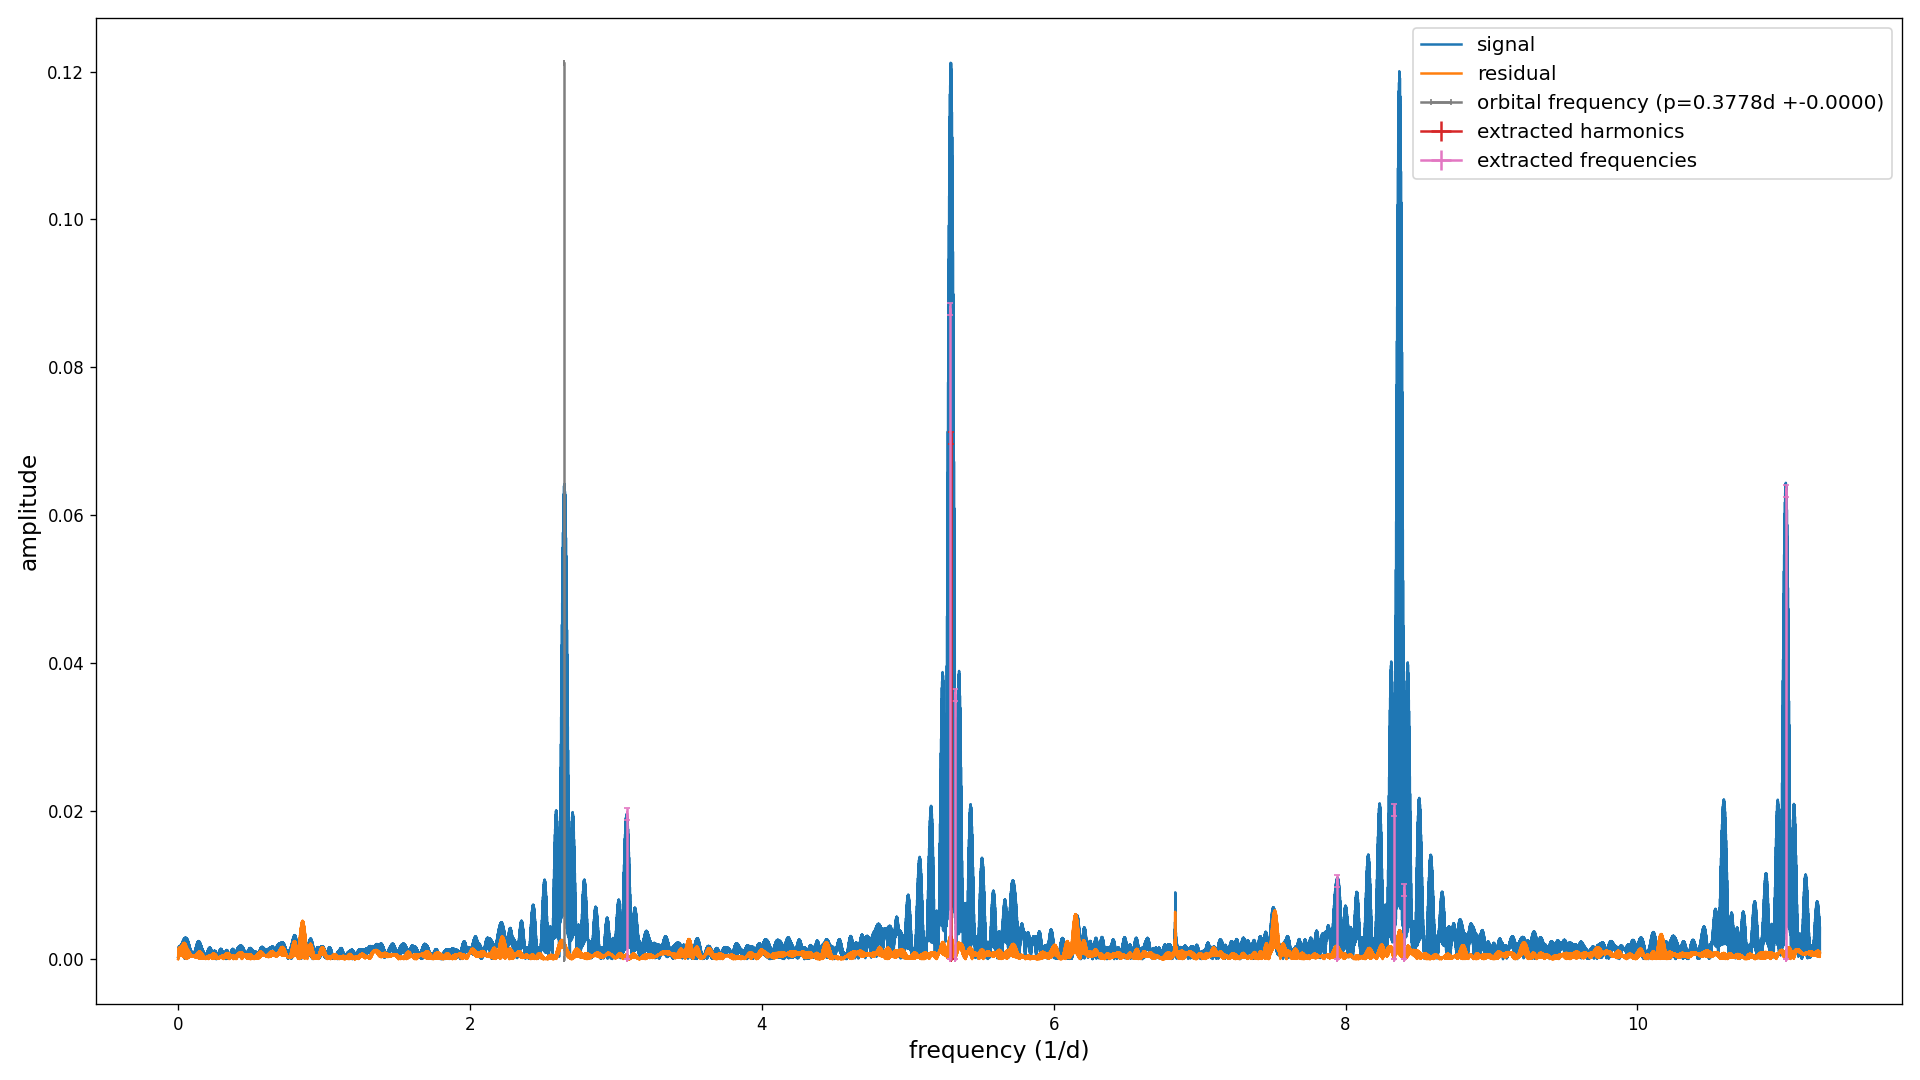 signal
residual
orbital frequency (p=0.3778d +-0.0000)
extracted harmonics
extracted frequencies
0.12
0.10
0.08
0.06
0.04
0.02
0.00
amplitude
0 2 4 6 8 10
frequency (1/d)